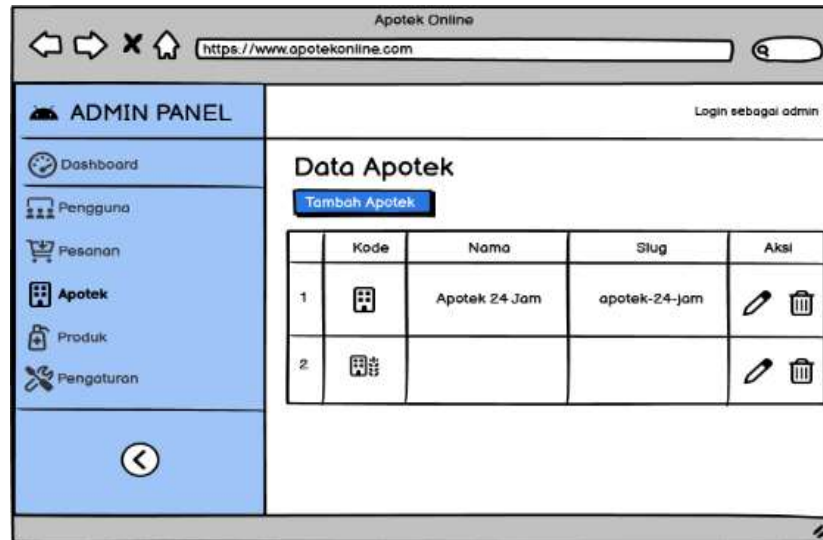 Apotek Online
https://www.apotekonline.com
ADMIN PANEL
Login sebagai admin
Dashboard
Pengguna
Pesanan
Apotek
Produk
Pengaturan
Data Apotek
Tambah Apotek
Kode Nama Slug Aksi
1 Apotek 24 Jam apotek-24-jam
2